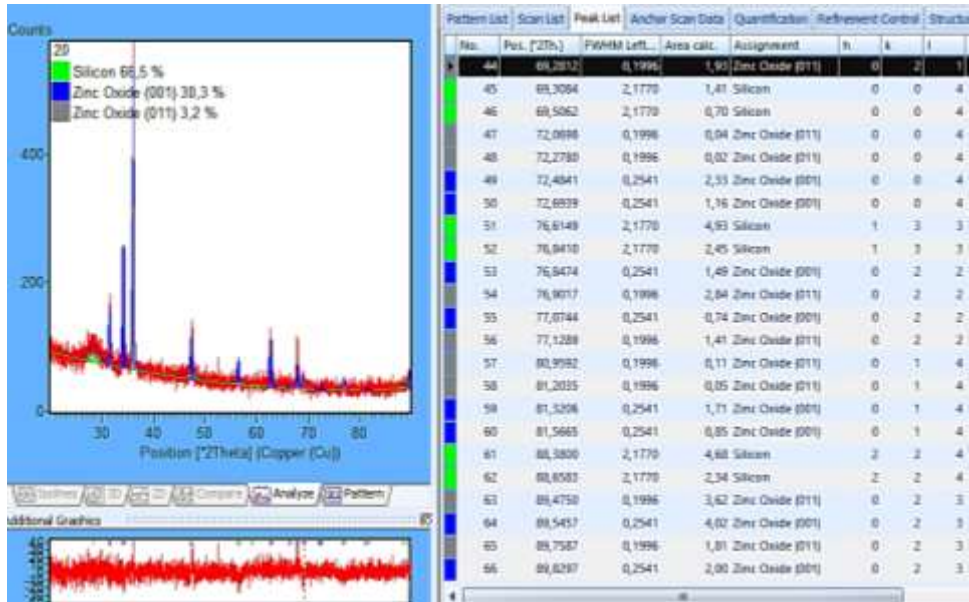 Counts
20
Silicon 66,5 %
Zinc Oxide (001) 30,3 %
Zinc Oxide (011) 3,2 %
400
200
0
30 40 50 60 70 80
Position [°2Theta] (Copper (Cu))
Isolines 3D 2D Compare Analyze Pattern
Additional Graphics
Pattern List Scan List Peak List Anchor Scan Data Quantification Refinement Control Structu
No. Pos. [°2Th.] FWHM Left... Area calc. Assignment h k l
44 69,2812 0,1996 1,93 Zinc Oxide (011) 0 2 1
45 69,3084 2,1770 1,41 Silicon 0 0 4
46 69,5062 2,1770 0,70 Silicon 0 0 4
47 72,0698 0,1996 0,04 Zinc Oxide (011) 0 0 4
48 72,2780 0,1996 0,02 Zinc Oxide (011) 0 0 4
49 72,4841 0,2541 2,33 Zinc Oxide (001) 0 0 4
50 72,6939 0,2541 1,16 Zinc Oxide (001) 0 0 4
51 76,6149 2,1770 4,93 Silicon 1 3 3
52 76,8410 2,1770 2,45 Silicon 1 3 3
53 76,8474 0,2541 1,49 Zinc Oxide (001) 0 2 2
54 76,9017 0,1996 2,84 Zinc Oxide (011) 0 2 2
55 77,0744 0,2541 0,74 Zinc Oxide (001) 0 2 2
56 77,1288 0,1996 1,41 Zinc Oxide (011) 0 2 2
57 80,9592 0,1996 0,11 Zinc Oxide (011) 0 1 4
58 81,2035 0,1996 0,05 Zinc Oxide (011) 0 1 4
59 81,3206 0,2541 1,71 Zinc Oxide (001) 0 1 4
60 81,5665 0,2541 0,85 Zinc Oxide (001) 0 1 4
61 88,3800 2,1770 4,68 Silicon 2 2 4
62 88,6583 2,1770 2,34 Silicon 2 2 4
63 89,4750 0,1996 3,62 Zinc Oxide (011) 0 2 3
64 89,5457 0,2541 4,02 Zinc Oxide (001) 0 2 3
65 89,7587 0,1996 1,81 Zinc Oxide (011) 0 2 3
66 89,8297 0,2541 2,00 Zinc Oxide (001) 0 2 3